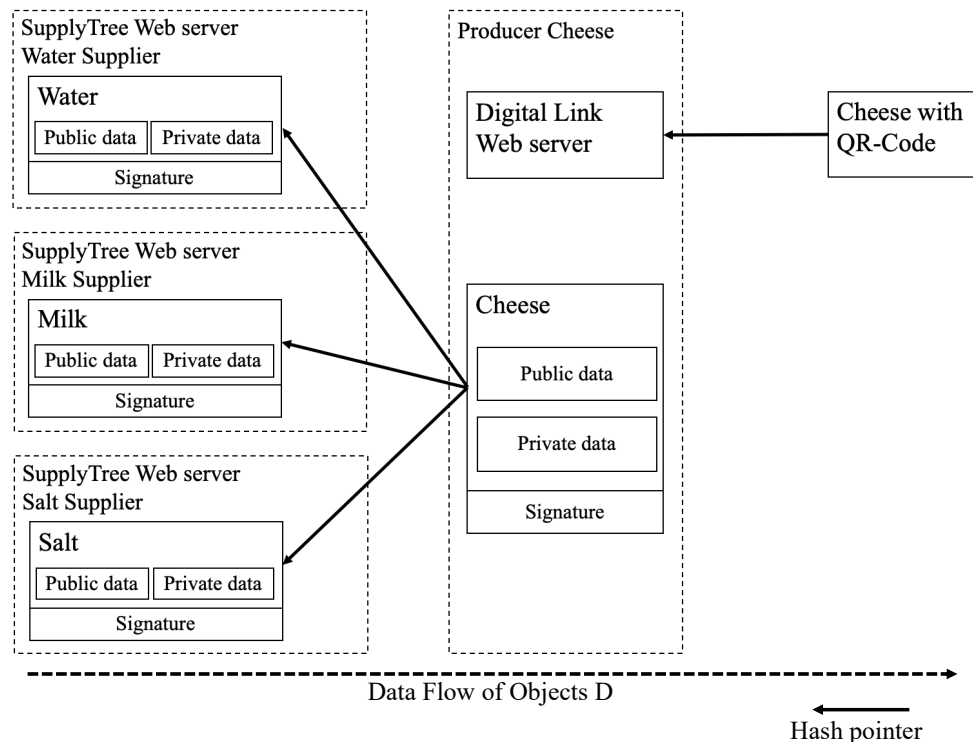 SupplyTree Web server
Water Supplier
Water
Public data
Private data
Signature
SupplyTree Web server
Milk Supplier
Milk
Public data
Private data
Signature
SupplyTree Web server
Salt Supplier
Salt
Public data
Private data
Signature
Producer Cheese
Digital Link
Web server
Cheese with
QR-Code
Cheese
Public data
Private data
Signature
Data Flow of Objects D
Hash pointer